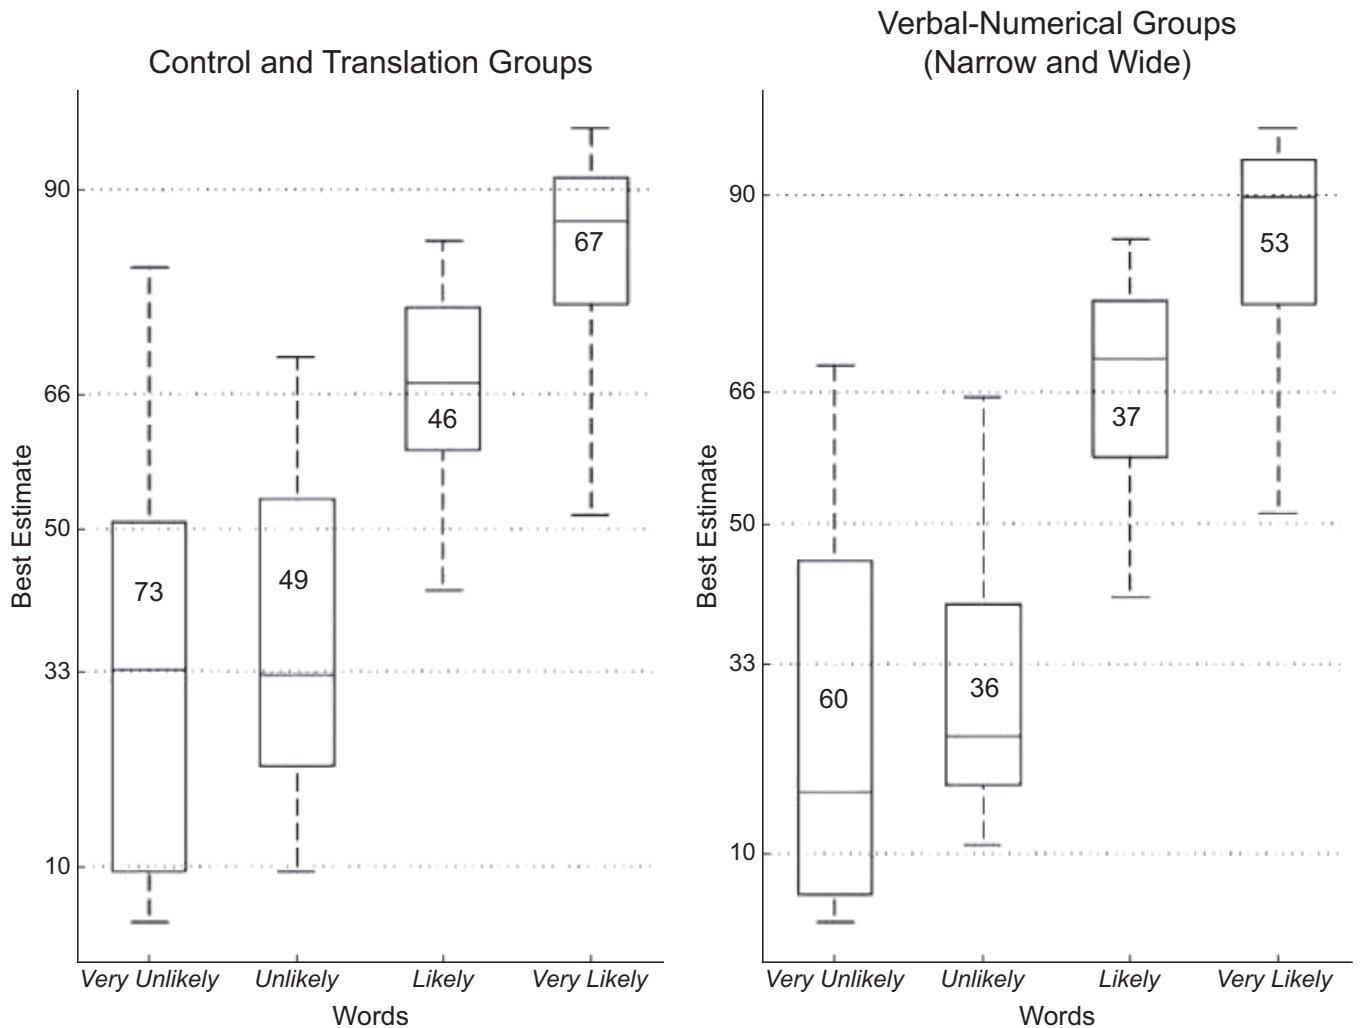 Control and Translation Groups
90
66
50
33
10
Best Estimate
73
49
46
67
Very Unlikely
Unlikely
Likely
Very Likely
Words
Verbal-Numerical Groups
(Narrow and Wide)
90
66
50
33
10
Best Estimate
60
36
37
53
Very Unlikely
Unlikely
Likely
Very Likely
Words